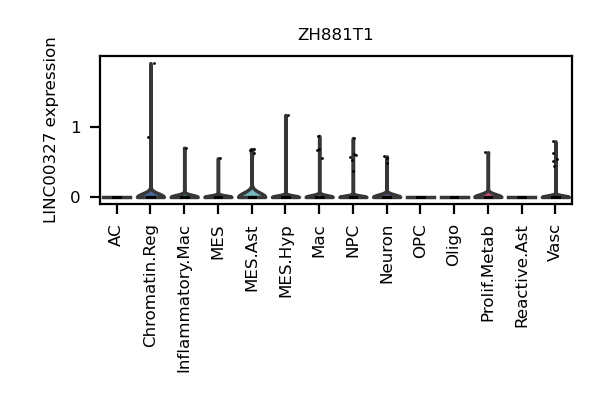 ZH881T1
LINC00327 expression
1
0
AC
Chromatin.Reg
Inflammatory.Mac
MES
MES.Ast
MES.Hyp
Mac
NPC
Neuron
OPC
Oligo
Prolif.Metab
Reactive.Ast
Vasc